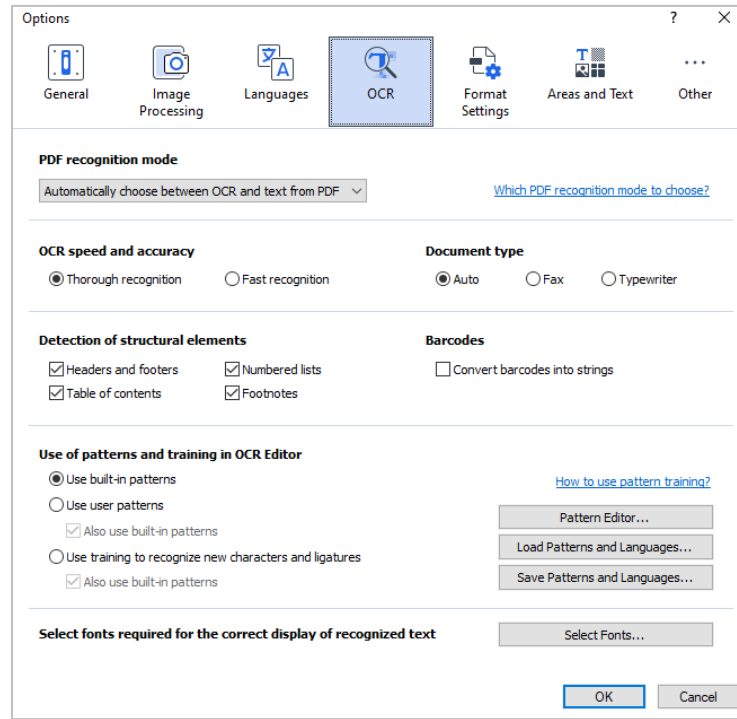 Options
?
General
Image
Processing
Languages
OCR
Format
Settings
Areas and Text
Other
PDF recognition mode
Automatically choose between OCR and text from PDF
Which PDF recognition mode to choose?
OCR speed and accuracy
Thorough recognition
Fast recognition
Document type
Auto
Fax
Typewriter
Detection of structural elements
Headers and footers
Numbered lists
Table of contents
Footnotes
Barcodes
Convert barcodes into strings
Use of patterns and training in OCR Editor
Use built-in patterns
Use user patterns
Also use built-in patterns
Use training to recognize new characters and ligatures
Also use built-in patterns
How to use pattern training?
Pattern Editor...
Load Patterns and Languages...
Save Patterns and Languages...
Select fonts required for the correct display of recognized text
Select Fonts...
OK
Cancel